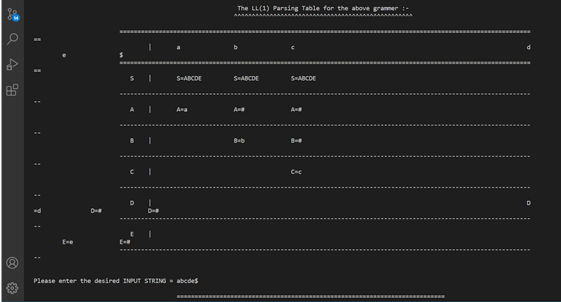 The LL(1) Parsing Table for the above grammer :-
^^^^^^^^^^^^^^^^^^^^^^^^^^^^^^^^^^^^^^^^^^^^^^^^
====================================================================================================
== | a b c d
e $
====================================================================================================
==
S | S=ABCDE S=ABCDE S=ABCDE
----------------------------------------------------------------------------------------------------
--
A | A=a A=# A=#
----------------------------------------------------------------------------------------------------
--
B | B=b B=#
----------------------------------------------------------------------------------------------------
--
C | C=c
----------------------------------------------------------------------------------------------------
--
D | D
=d D=# D=#
----------------------------------------------------------------------------------------------------
--
E |
E=e E=#
----------------------------------------------------------------------------------------------------
--
Please enter the desired INPUT STRING = abcde$
=================================================================